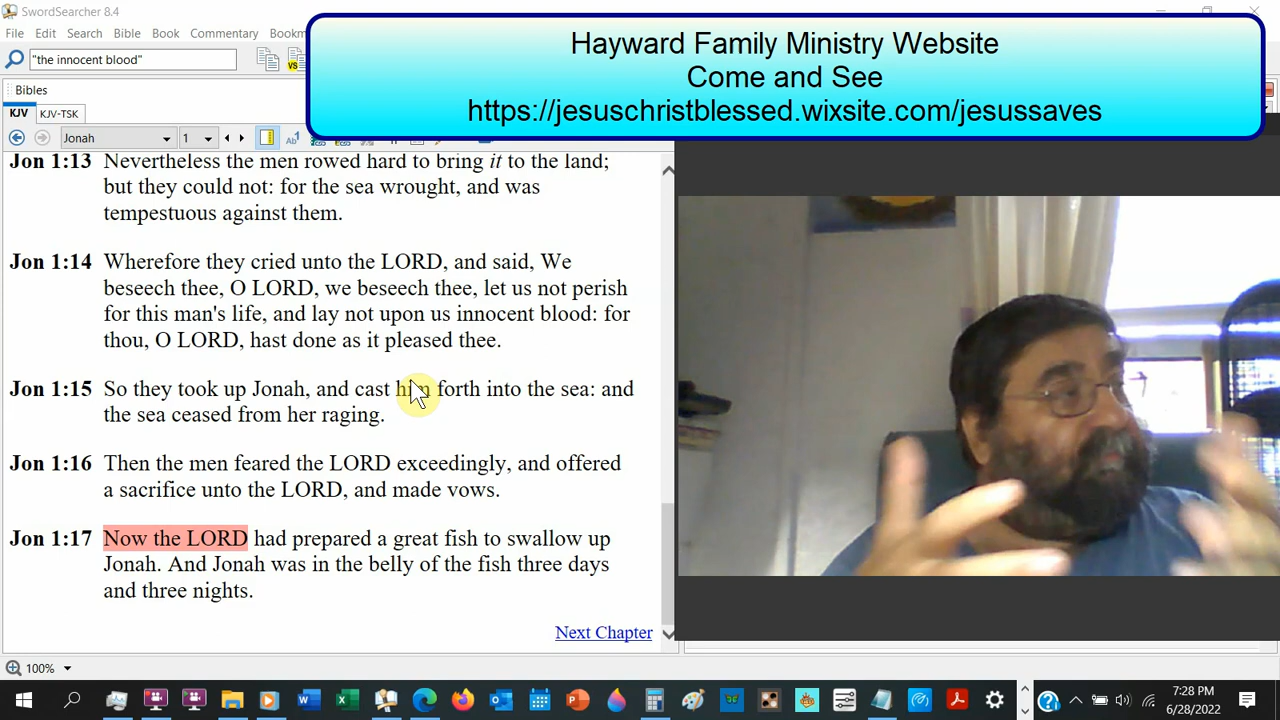 SwordSearcher 8.4
File Edit Search Bible Book Commentary Bookm
Hayward Family Ministry Website
Come and See
https://jesuschristblessed.wixsite.com/jesussaves
"the innocent blood"
VS
Bibles
KJV KJV-TSK
Jonah 1
Jon 1:13 Nevertheless the men rowed hard to bring it to the land;
but they could not: for the sea wrought, and was
tempestuous against them.
Jon 1:14 Wherefore they cried unto the LORD, and said, We
beseech thee, O LORD, we beseech thee, let us not perish
for this man's life, and lay not upon us innocent blood: for
thou, O LORD, hast done as it pleased thee.
Jon 1:15 So they took up Jonah, and cast him forth into the sea: and
the sea ceased from her raging.
Jon 1:16 Then the men feared the LORD exceedingly, and offered
a sacrifice unto the LORD, and made vows.
Jon 1:17 Now the LORD had prepared a great fish to swallow up
Jonah. And Jonah was in the belly of the fish three days
and three nights.
Next Chapter
100%
7:28 PM
6/28/2022